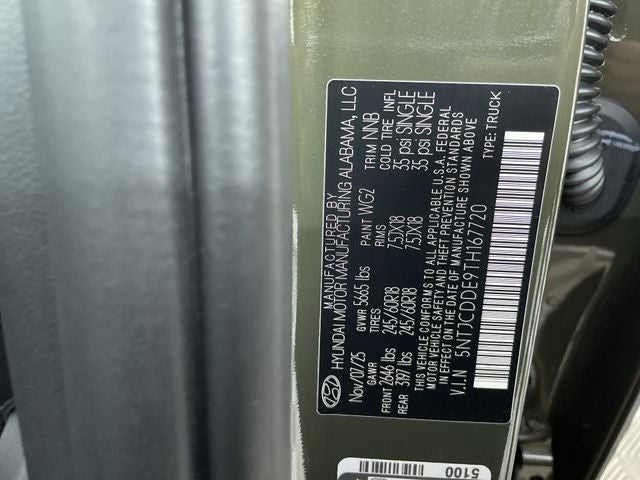 MANUFACTURED BY
HYUNDAI MOTOR MANUFACTURING ALABAMA, LLC
Nov/07/25 GVWR 5665 lbs PAINT WG2 TRIM NNB
GAWR TIRES RIMS COLD TIRE INFL
FRONT 2646 lbs 245/60R18 7.5JX18 35 psi SINGLE
REAR 3197 lbs 245/60R18 7.5JX18 35 psi SINGLE
THIS VEHICLE CONFORMS TO ALL APPLICABLE U.S.A. FEDERAL
MOTOR VEHICLE SAFETY AND THEFT PREVENTION STANDARDS
IN EFFECT ON THE DATE OF MANUFACTURE SHOWN ABOVE
V.I.N 5NTJCDDE9TH167720
TYPE: TRUCK
5100